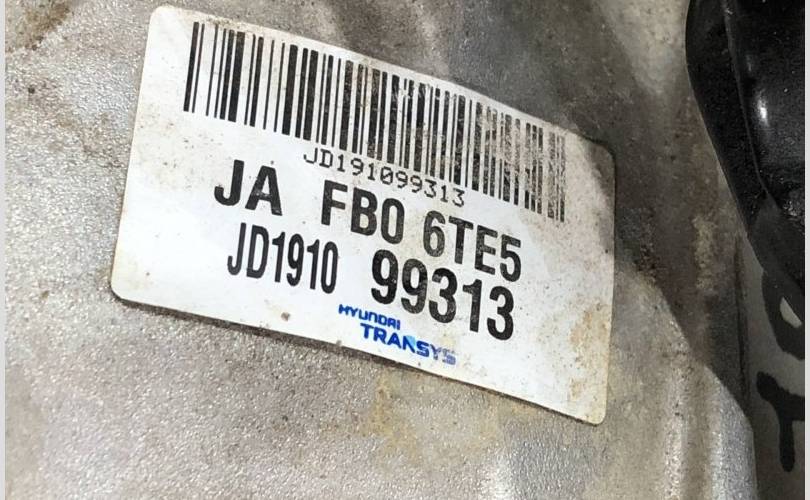 JD191099313
JA FB0 6TE5
JD1910 99313
HYUNDAI
TRANSYS